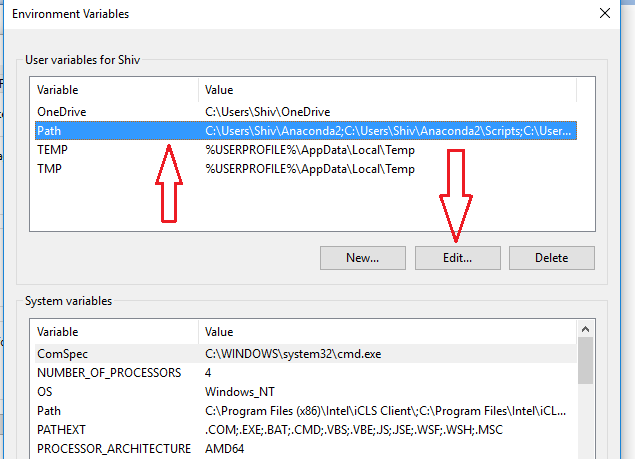 Environment Variables
User variables for Shiv
Variable Value
OneDrive C:\Users\Shiv\OneDrive
Path C:\Users\Shiv\Anaconda2;C:\Users\Shiv\Anaconda2\Scripts;C:\User...
TEMP %USERPROFILE%\AppData\Local\Temp
TMP %USERPROFILE%\AppData\Local\Temp
New... Edit... Delete
System variables
Variable Value
ComSpec C:\WINDOWS\system32\cmd.exe
NUMBER_OF_PROCESSORS 4
OS Windows_NT
Path C:\Program Files (x86)\Intel\iCLS Client\;C:\Program Files\Intel\iCL...
PATHEXT .COM;.EXE;.BAT;.CMD;.VBS;.VBE;.JS;.JSE;.WSF;.WSH;.MSC
PROCESSOR_ARCHITECTURE AMD64